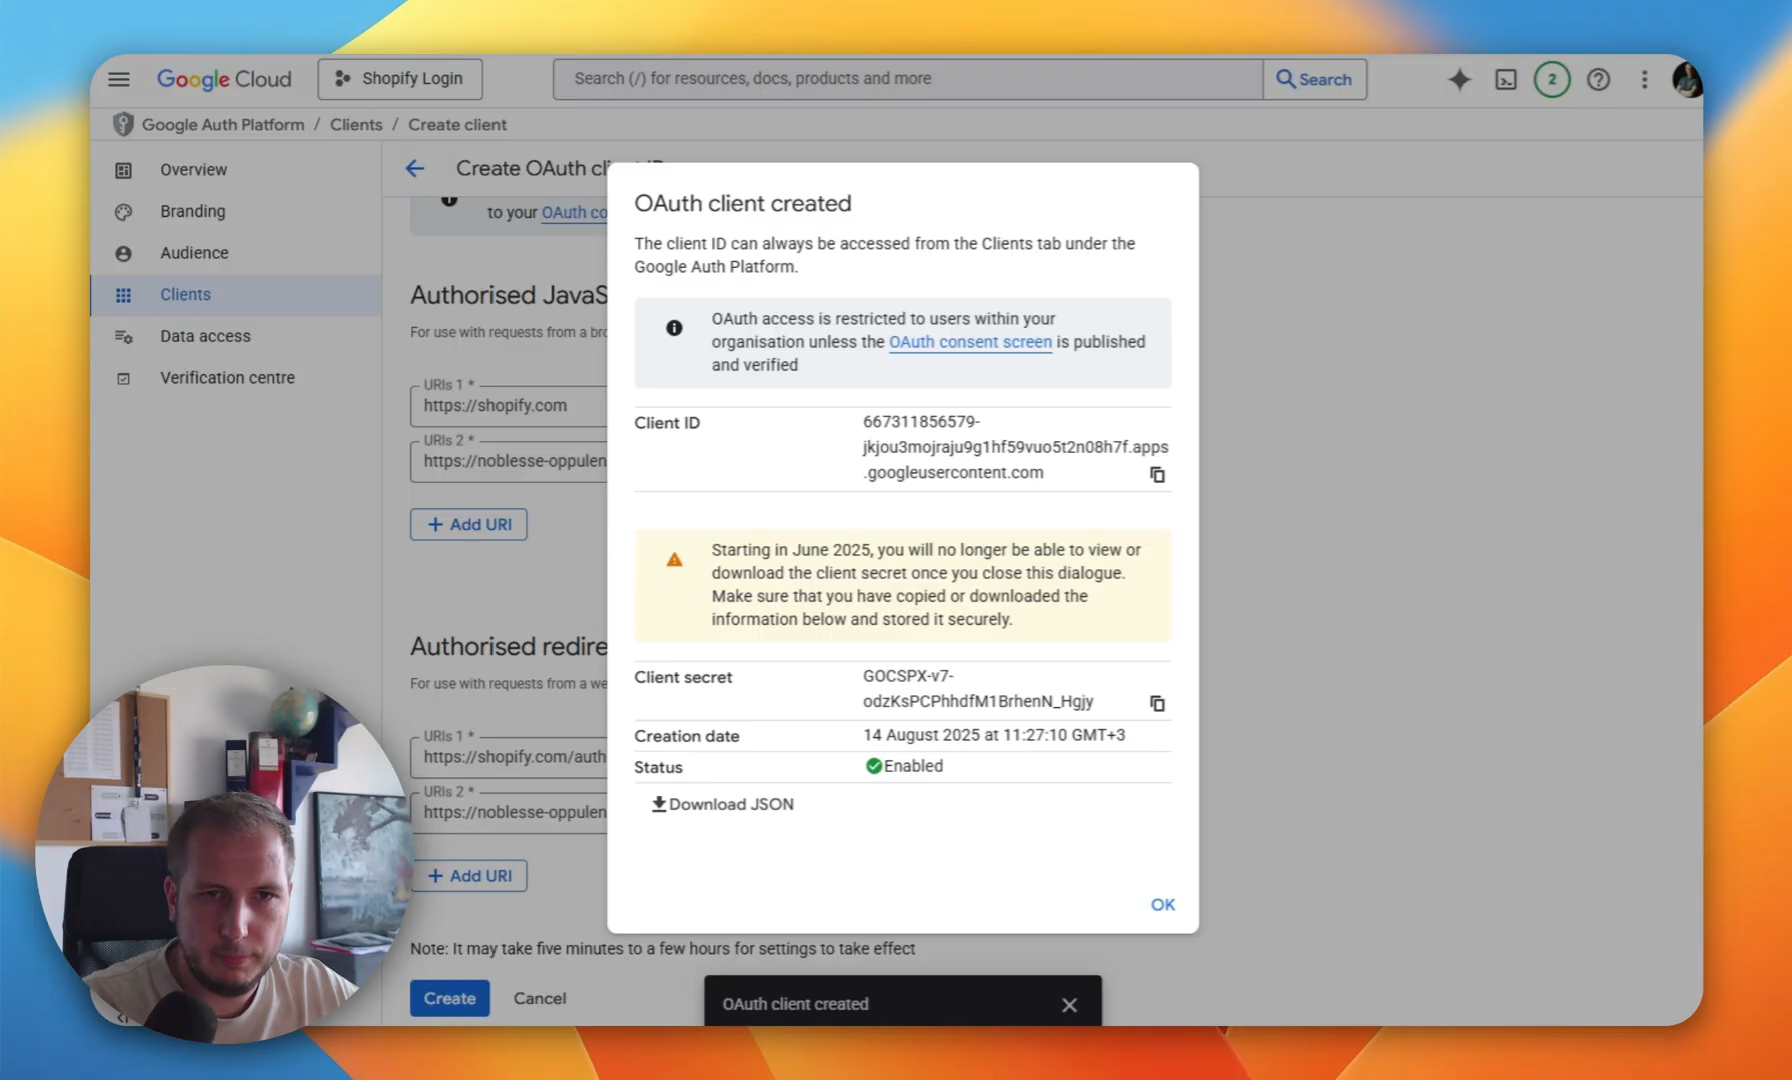 Google Cloud
Shopify Login
Search (/) for resources, docs, products and more
Search
2
Google Auth Platform / Clients / Create client
Overview
Branding
Audience
Clients
Data access
Verification centre
Create OAuth cli
to your OAuth co
Authorised JavaS
For use with requests from a bro
URIs 1 *
https://shopify.com
URIs 2 *
https://noblesse-oppulen
+ Add URI
Authorised redire
For use with requests from a we
URIs 1 *
https://shopify.com/auth
URIs 2 *
https://noblesse-oppulen
+ Add URI
Note: It may take five minutes to a few hours for settings to take effect
Create
Cancel
OAuth client created
The client ID can always be accessed from the Clients tab under the
Google Auth Platform.
OAuth access is restricted to users within your
organisation unless the OAuth consent screen is published
and verified
Client ID
667311856579-
jkjou3mojraju9g1hf59vuo5t2n08h7f.apps
.googleusercontent.com
Starting in June 2025, you will no longer be able to view or
download the client secret once you close this dialogue.
Make sure that you have copied or downloaded the
information below and stored it securely.
Client secret
GOCSPX-v7-
odzKsPCPhhdfM1BrhenN_Hgjy
Creation date
14 August 2025 at 11:27:10 GMT+3
Status
Enabled
Download JSON
OK
OAuth client created